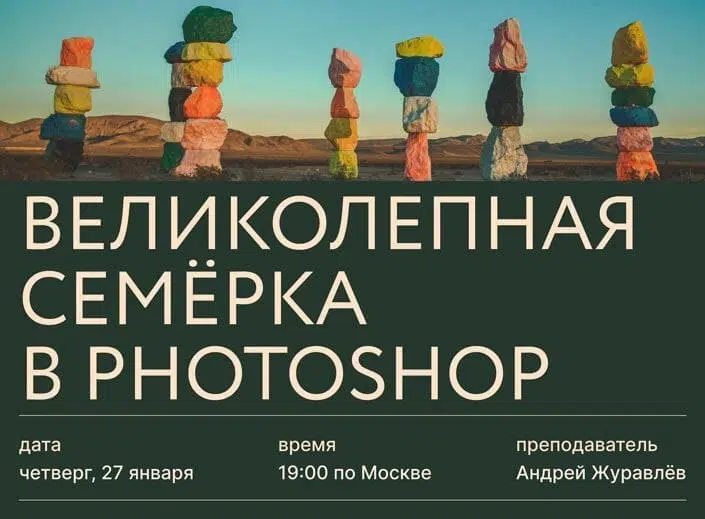 ВЕЛИКОЛЕПНАЯ
СЕМЁРКА
В PHOTOSHOP
дата
четверг, 27 января
время
19:00 по Москве
преподаватель
Андрей Журавлёв